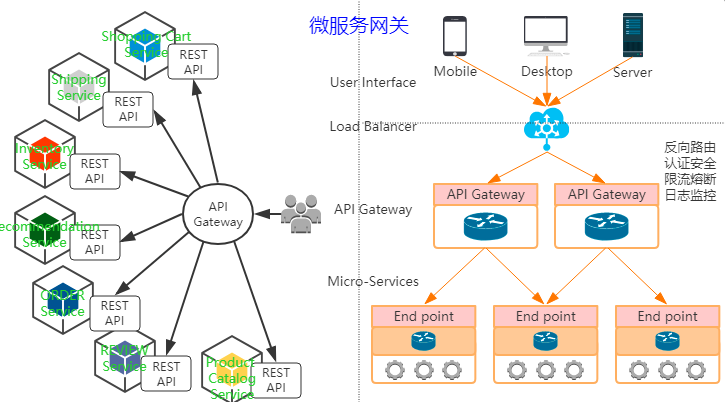 微服务网关
Shopping Cart
Service
REST
API
Shipping
Service
REST
API
Inventory
Service
REST
API
ecommendation
Service
REST
API
ORDER
Service
REST
API
REVIEW
Service
REST
API
Product
Catalog
Service
REST
API
API
Gateway
User Interface
Mobile
Desktop
Server
Load Balancer
反向路由
认证安全
限流熔断
日志监控
API Gateway
API Gateway
API Gateway
Micro-Services
End point
End point
End point